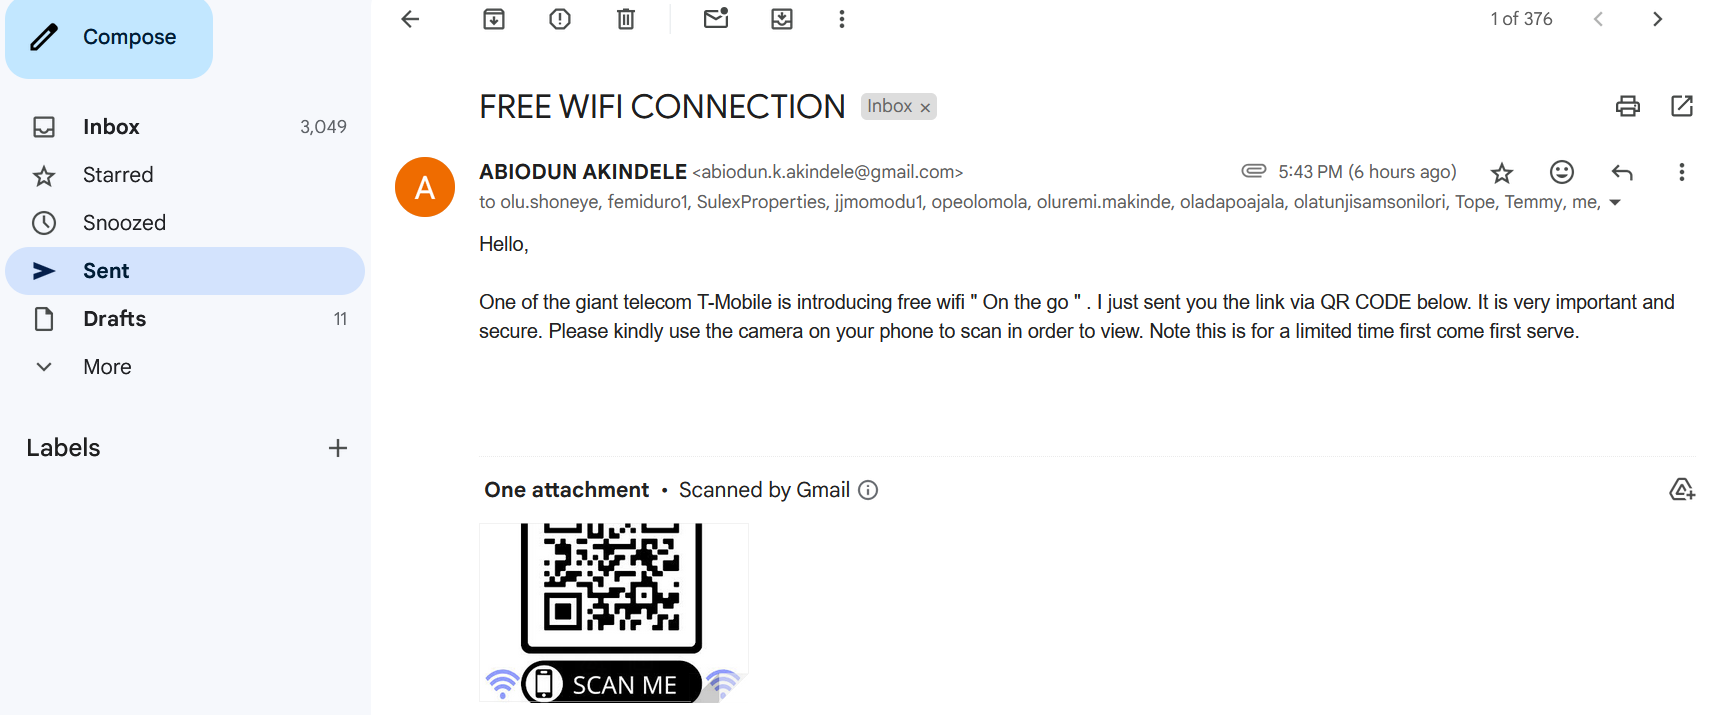 Compose
1 of 376
Inbox 3,049
Starred
Snoozed
Sent
Drafts 11
More
Labels
FREE WIFI CONNECTION Inbox x
A
ABIODUN AKINDELE <abiodun.k.akindele@gmail.com> 5:43 PM (6 hours ago)
to olu.shoneye, femiduro1, SulexProperties, jjmomodu1, opeolomola, oluremi.makinde, oladapoajala, olatunjisamsonilori, Tope, Temmy, me,
Hello,
One of the giant telecom T-Mobile is introducing free wifi " On the go " . I just sent you the link via QR CODE below. It is very important and
secure. Please kindly use the camera on your phone to scan in order to view. Note this is for a limited time first come first serve.
One attachment • Scanned by Gmail
SCAN ME